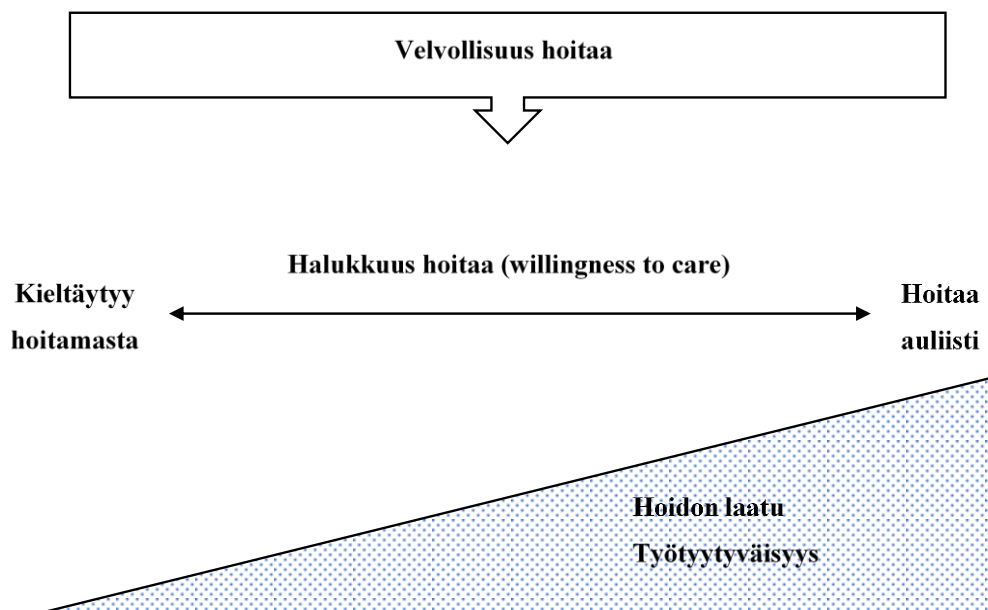 Velvollisuus hoitaa
Halukkuus hoitaa (willingness to care)
Kieltäytyy
hoitamasta
Hoitaa
auliisti
Hoidon laatu
Työtyytyväisyys